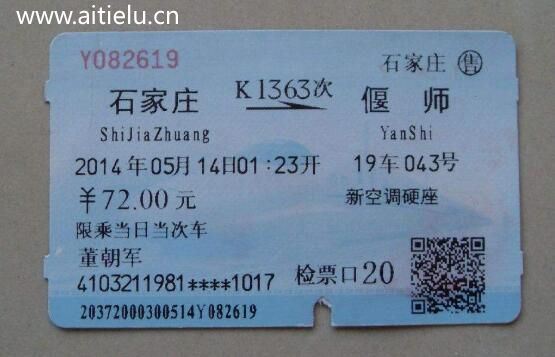 www.aitielu.cn
Y082619 石家庄 售
石家庄 K1363次 偃师
ShiJiaZhuang YanShi
2014年05月14日01:23开 19车043号
¥72.00元 新空调硬座
限乘当日当次车
董朝军
4103211981****1017 检票口20
20372000300514Y082619